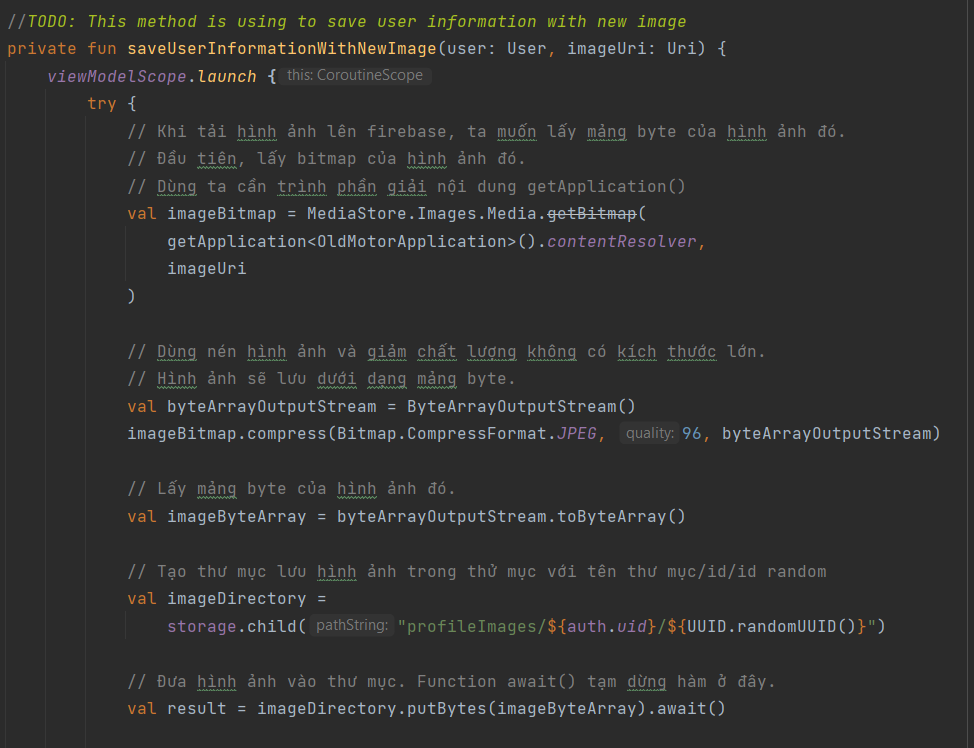 //TODO: This method is using to save user information with new image
private fun saveUserInformationWithNewImage(user: User, imageUri: Uri) {
viewModelScope.launch { this: CoroutineScope
try {
// Khi tải hình ảnh lên firebase, ta muốn lấy mảng byte của hình ảnh đó.
// Đầu tiên, lấy bitmap của hình ảnh đó.
// Dùng ta cần trình phần giải nội dung getApplication()
val imageBitmap = MediaStore.Images.Media.getBitmap(
getApplication<OldMotorApplication>().contentResolver,
imageUri
)
// Dùng nén hình ảnh và giảm chất lượng không có kích thước lớn.
// Hình ảnh sẽ lưu dưới dạng mảng byte.
val byteArrayOutputStream = ByteArrayOutputStream()
imageBitmap.compress(Bitmap.CompressFormat.JPEG, quality: 96, byteArrayOutputStream)
// Lấy mảng byte của hình ảnh đó.
val imageByteArray = byteArrayOutputStream.toByteArray()
// Tạo thư mục lưu hình ảnh trong thử mục với tên thư mục/id/id random
val imageDirectory =
storage.child( pathString: "profileImages/${auth.uid}/${UUID.randomUUID()}")
// Đưa hình ảnh vào thư mục. Function await() tạm dừng hàm ở đây.
val result = imageDirectory.putBytes(imageByteArray).await()